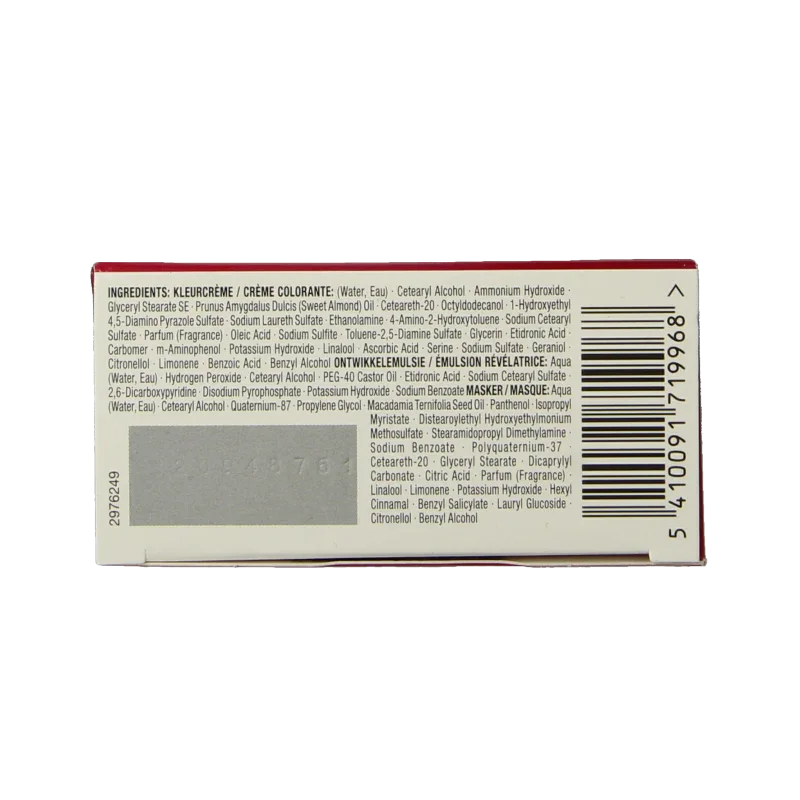 INGREDIENTS: KLEURCRÈME / CRÈME COLORANTE: (Water, Eau) · Cetearyl Alcohol · Ammonium Hydroxide ·
Glyceryl Stearate SE · Prunus Amygdalus Dulcis (Sweet Almond) Oil · Ceteareth-20 · Octyldodecanol · 1-Hydroxyethyl
4,5-Diamino Pyrazole Sulfate · Sodium Laureth Sulfate · Ethanolamine · 4-Amino-2-Hydroxytoluene · Sodium Cetearyl
Sulfate · Parfum (Fragrance) · Oleic Acid · Sodium Sulfite · Toluene-2,5-Diamine Sulfate · Glycerin · Etidronic Acid ·
Carbomer · m-Aminophenol · Potassium Hydroxide · Linalool · Ascorbic Acid · Serine · Sodium Sulfate · Geraniol ·
Citronellol · Limonene · Benzoic Acid · Benzyl Alcohol ONTWIKKELEMULSIE / ÉMULSION RÉVÉLATRICE: Aqua
(Water, Eau) · Hydrogen Peroxide · Cetearyl Alcohol · PEG-40 Castor Oil · Etidronic Acid · Sodium Cetearyl Sulfate ·
2,6-Dicarboxypyridine · Disodium Pyrophosphate · Potassium Hydroxide · Sodium Benzoate MASKER / MASQUE: Aqua
(Water, Eau) · Cetearyl Alcohol · Quaternium-87 · Propylene Glycol · Macadamia Ternifolia Seed Oil · Panthenol · Isopropyl
Myristate · Distearoylethyl Hydroxyethylmonium
Methosulfate · Stearamidopropyl Dimethylamine ·
Sodium Benzoate · Polyquaternium-37 ·
Ceteareth-20 · Glyceryl Stearate · Dicaprylyl
Carbonate · Citric Acid · Parfum (Fragrance) ·
Linalool · Limonene · Potassium Hydroxide · Hexyl
Cinnamal · Benzyl Salicylate · Lauryl Glucoside ·
Citronellol · Benzyl Alcohol
2976249
5 410091 719968 >